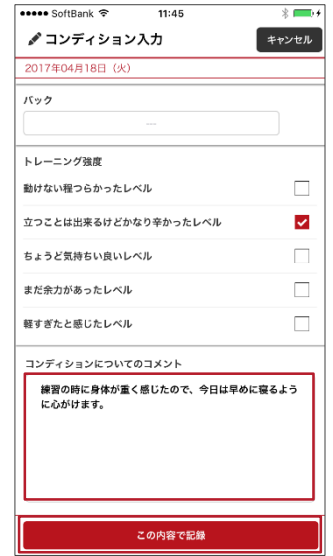 SoftBank 11:45
コンディション入力 キャンセル
2017年04月18日（火）
バック
—
トレーニング強度
動けない程つらかったレベル
立つことは出来るけどかなり辛かったレベル
ちょうど気持ちい良いレベル
まだ余力があったレベル
軽すぎたと感じたレベル
コンディションについてのコメント
練習の時に身体が重く感じたので、今日は早めに寝るよう
に心がけます。
この内容で記録